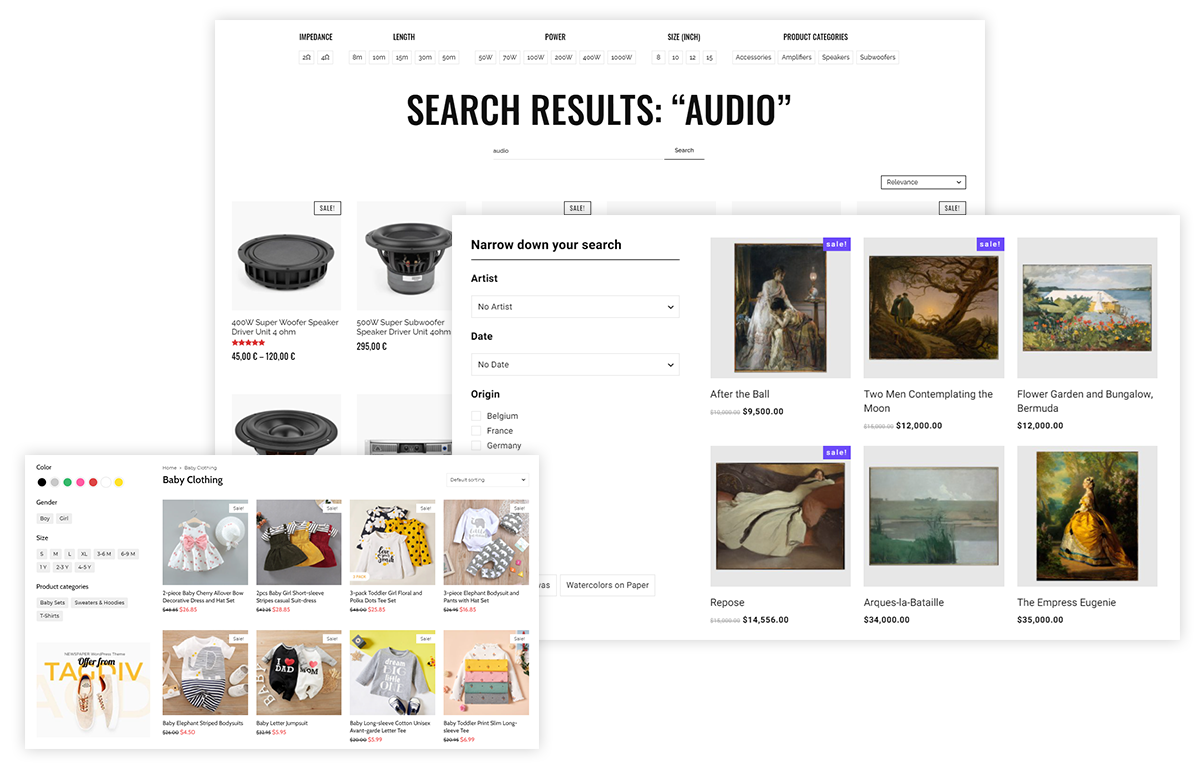 IMPEDANCE
2Ω 4Ω
LENGTH
8m 10m 15m 30m 50m
POWER
50W 70W 100W 200W 400W 1000W
SIZE (INCH)
8 10 12 15
PRODUCT CATEGORIES
Accessories Amplifiers Speakers Subwoofers
SEARCH RESULTS: “AUDIO”
audio
Search
Relevance
SALE!
SALE!
SALE!
400W Super Woofer Speaker
Driver Unit 4 ohm
45,00 € – 120,00 €
500W Super Subwoofer
Speaker Driver Unit 4ohm
295,00 €
Narrow down your search
Artist
No Artist
Date
No Date
Origin
Belgium
France
Germany
Watercolors on Paper
sale!
After the Ball
$10,000.00 $9,500.00
sale!
Two Men Contemplating the
Moon
$15,000.00 $12,000.00
Flower Garden and Bungalow,
Bermuda
$12,000.00
sale!
Repose
$15,000.00 $14,556.00
Arques-la-Bataille
$34,000.00
The Empress Eugenie
$35,000.00
Color
Gender
Boy Girl
Size
S M L XL 3-6 M 6-9 M
1 Y 2-3 Y 4-5 Y
Product categories
Baby Sets Sweaters & Hoodies
T-Shirts
NEWSPAPER WordPress Theme
Offer from
TAGDIV
Home › Baby Clothing
Baby Clothing
Default sorting
Sale!
2-piece Baby Cherry Allover Bow
Decorative Dress and Hat Set
$48.85 $26.85
Sale!
2pcs Baby Girl Short-sleeve
Stripes casual Suit-dress
$42.25 $28.85
Sale!
love
so
much
3-pack Toddler Girl Floral and
Polka Dots Tee Set
$48.00 $25.85
Sale!
3-piece Elephant Bodysuit and
Pants with Hat Set
$26.95 $16.85
Sale!
Baby Elephant Striped Bodysuits
$26.00 $4.50
Sale!
I
DAD
I
MOM
BABY
Baby Letter Jumpsuit
$32.95 $5.95
Sale!
dream
BIG
little
ONE
Baby Long-sleeve Cotton Unisex
Avant-garde Letter Tee
$20.00 $5.99
Sale!
Baby Toddler Print Slim Long-
sleeve Tee
$20.95 $6.99